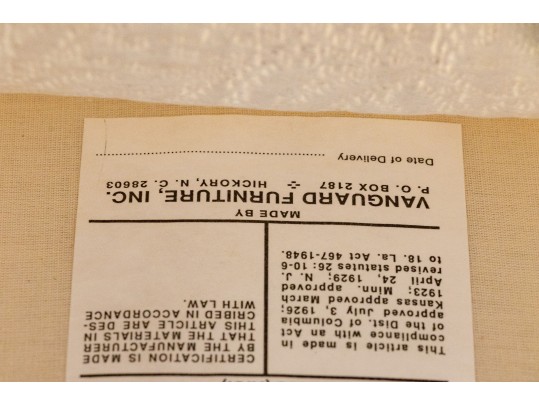 This article is made in
compliance with an Act
of the Dist. of Columbia
approved July 3, 1926;
Kansas approved March
1923; Minn. approved
April 24, 1929; N. J.
revised statutes 26: 10-6
to 18. La. Act 467-1948.
CERTIFICATION IS MADE
BY THE MANUFACTURER
THAT THE MATERIALS IN
THIS ARTICLE ARE DES-
CRIBED IN ACCORDANCE
WITH LAW.
MADE BY
VANGUARD FURNITURE, INC.
P. O. BOX 2187 HICKORY, N. C. 28603
Date of Delivery